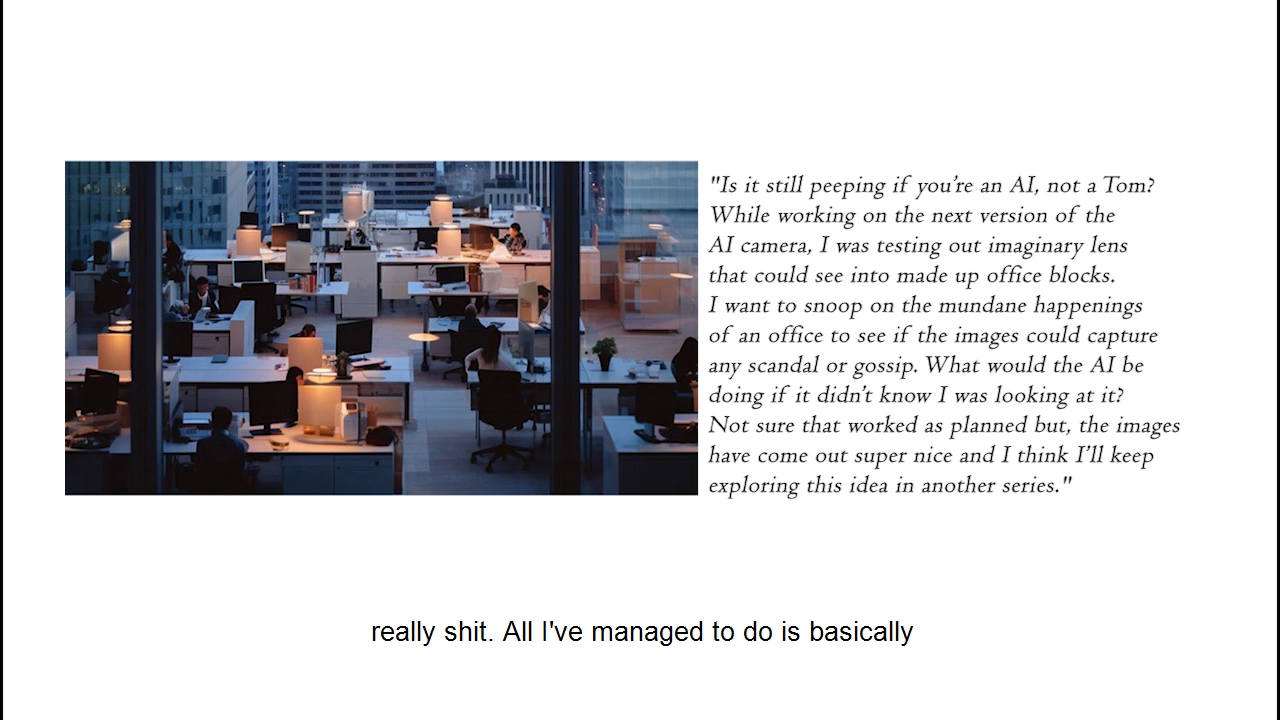 "Is it still peeping if you're an AI, not a Tom?
While working on the next version of the
AI camera, I was testing out imaginary lens
that could see into made up office blocks.
I want to snoop on the mundane happenings
of an office to see if the images could capture
any scandal or gossip. What would the AI be
doing if it didn't know I was looking at it?
Not sure that worked as planned but, the images
have come out super nice and I think I'll keep
exploring this idea in another series."
really shit. All I've managed to do is basically